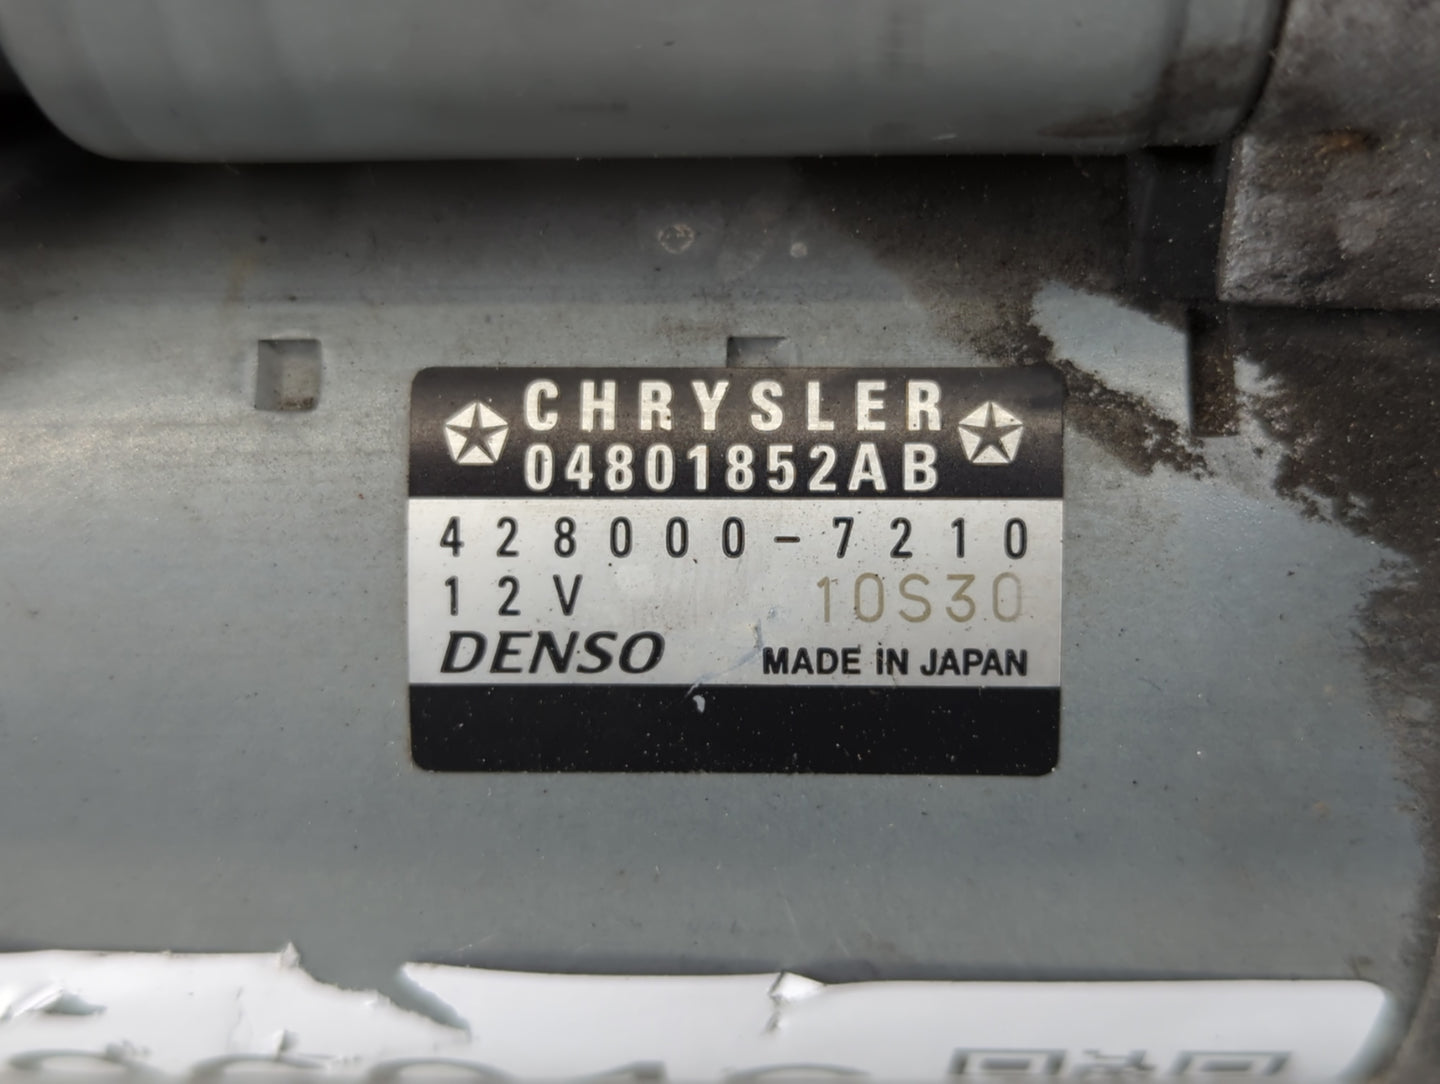 CHRYSLER
04801852AB
428000-7210
12V 10S30
DENSO MADE iN JAPAN